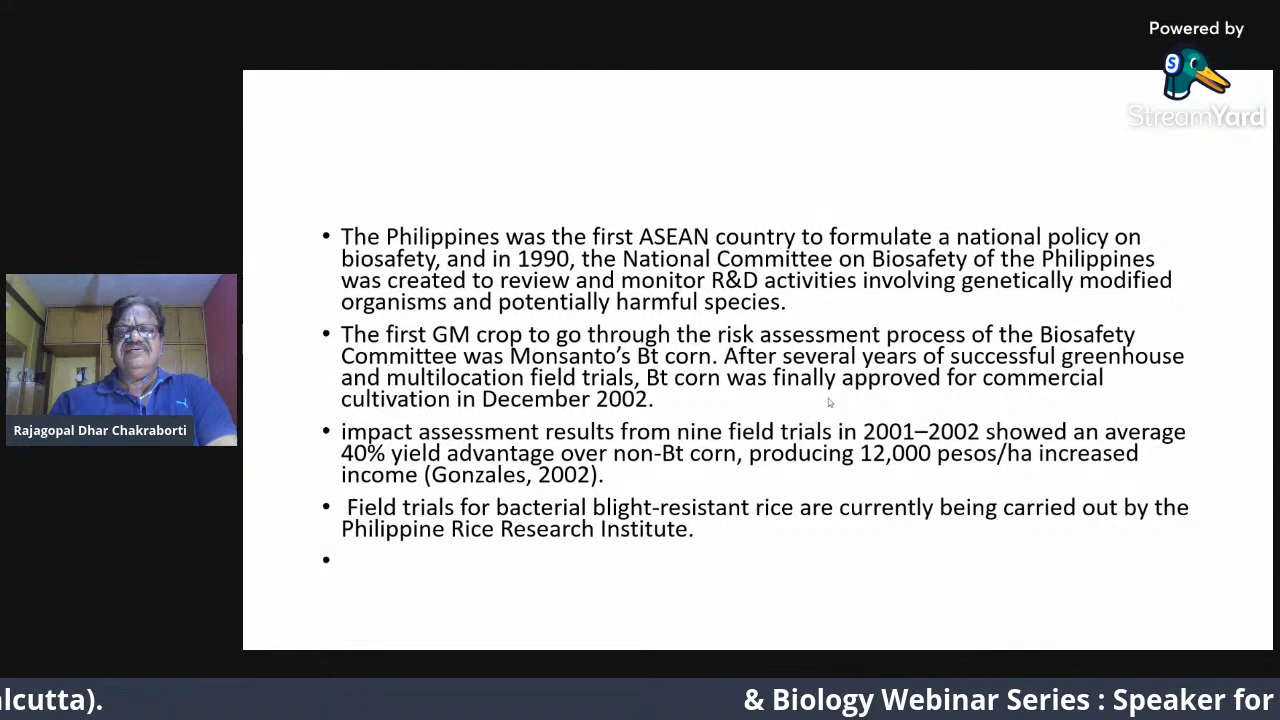 Powered by
S
StreamYard
• The Philippines was the first ASEAN country to formulate a national policy on
biosafety, and in 1990, the National Committee on Biosafety of the Philippines
was created to review and monitor R&D activities involving genetically modified
organisms and potentially harmful species.
• The first GM crop to go through the risk assessment process of the Biosafety
Committee was Monsanto's Bt corn. After several years of successful greenhouse
and multilocation field trials, Bt corn was finally approved for commercial
cultivation in December 2002.
• impact assessment results from nine field trials in 2001–2002 showed an average
40% yield advantage over non-Bt corn, producing 12,000 pesos/ha increased
income (Gonzales, 2002).
• Field trials for bacterial blight-resistant rice are currently being carried out by the
Philippine Rice Research Institute.
•
Rajagopal Dhar Chakraborti
alcutta). & Biology Webinar Series : Speaker for